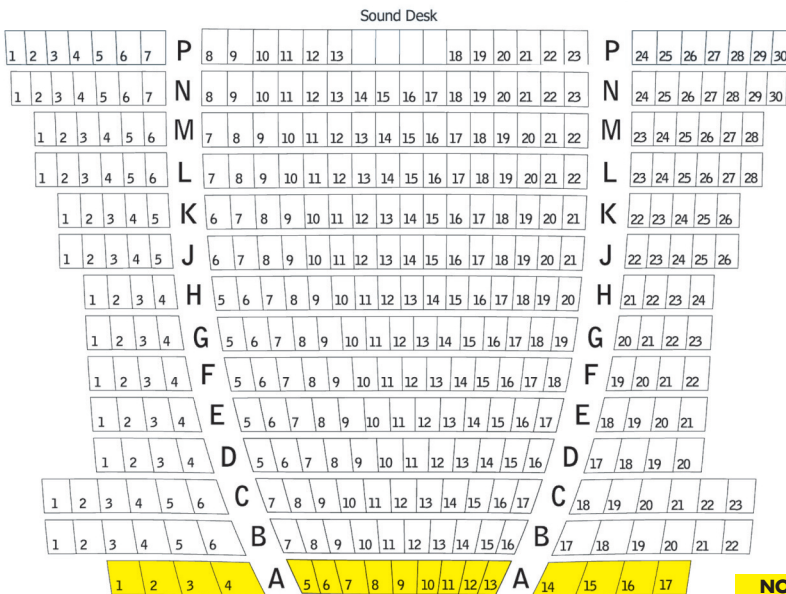 Sound Desk
1 2 3 4 5 6 7 P 8 9 10 11 12 13 18 19 20 21 22 23 P 24 25 26 27 28 29 30
1 2 3 4 5 6 7 N 8 9 10 11 12 13 14 15 16 17 18 19 20 21 22 23 N 24 25 26 27 28 29 30
1 2 3 4 5 6 M 7 8 9 10 11 12 13 14 15 16 17 18 19 20 21 22 M 23 24 25 26 27 28
1 2 3 4 5 6 L 7 8 9 10 11 12 13 14 15 16 17 18 19 20 21 22 L 23 24 25 26 27 28
1 2 3 4 5 K 6 7 8 9 10 11 12 13 14 15 16 17 18 19 20 21 K 22 23 24 25 26
1 2 3 4 5 J 6 7 8 9 10 11 12 13 14 15 16 17 18 19 20 21 J 22 23 24 25 26
1 2 3 4 H 5 6 7 8 9 10 11 12 13 14 15 16 17 18 19 20 H 21 22 23 24
1 2 3 4 G 5 6 7 8 9 10 11 12 13 14 15 16 17 18 19 G 20 21 22 23
1 2 3 4 F 5 6 7 8 9 10 11 12 13 14 15 16 17 18 F 19 20 21 22
1 2 3 4 E 5 6 7 8 9 10 11 12 13 14 15 16 17 E 18 19 20 21
1 2 3 4 D 5 6 7 8 9 10 11 12 13 14 15 16 D 17 18 19 20
1 2 3 4 5 6 C 7 8 9 10 11 12 13 14 15 16 17 C 18 19 20 21 22 23
1 2 3 4 5 6 B 7 8 9 10 11 12 13 14 15 16 B 17 18 19 20 21 22
1 2 3 4 A 5 6 7 8 9 10 11 12 13 A 14 15 16 17